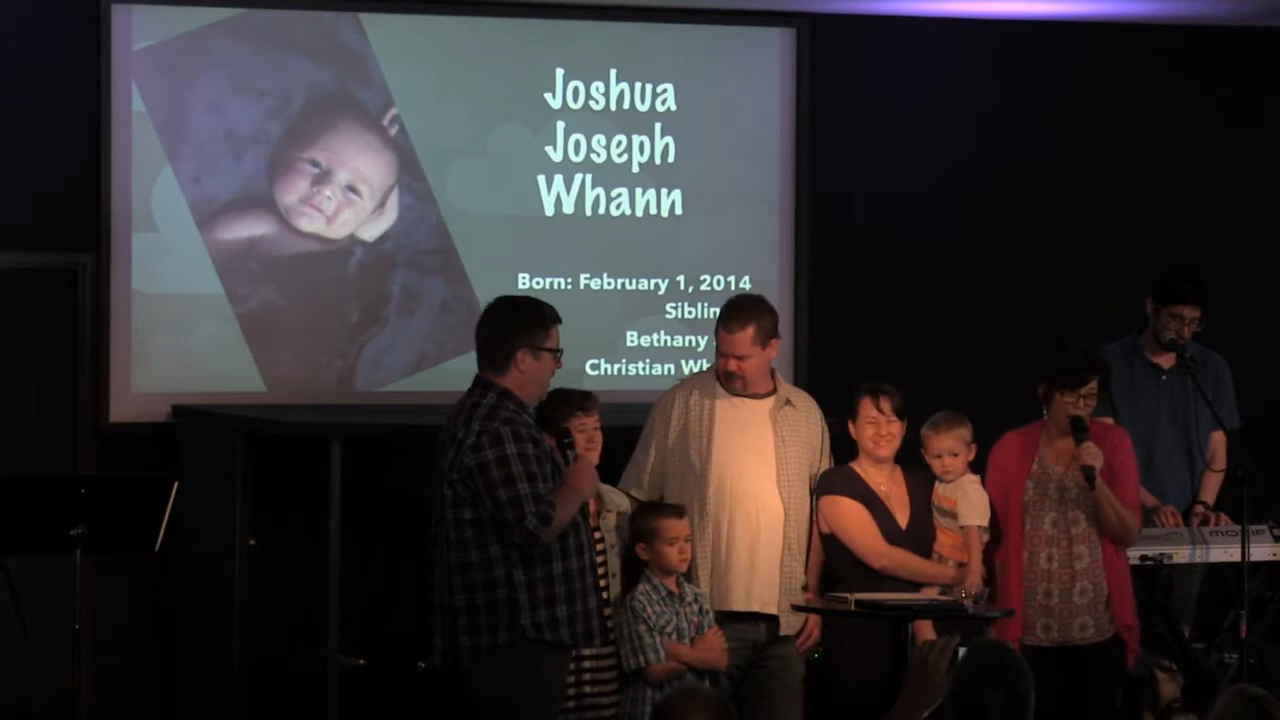 Joshua
Joseph
Whann
Born: February 1, 2014
Bethany
Christian